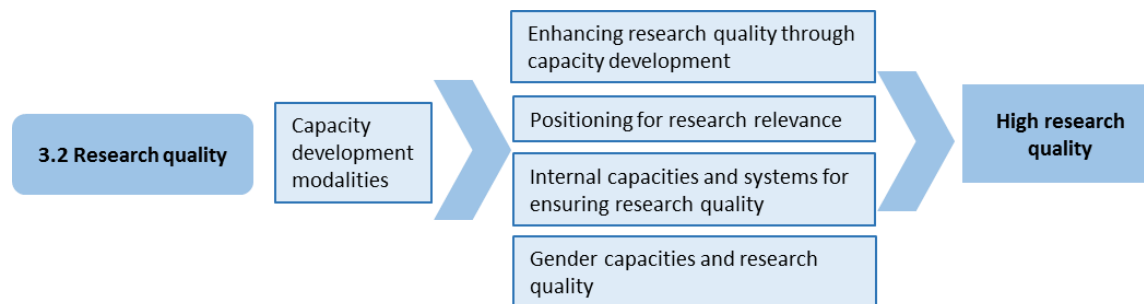 3.2 Research quality
Capacity
development
modalities
Enhancing research quality through
capacity development
Positioning for research relevance
Internal capacities and systems for
ensuring research quality
Gender capacities and research
quality
High research
quality